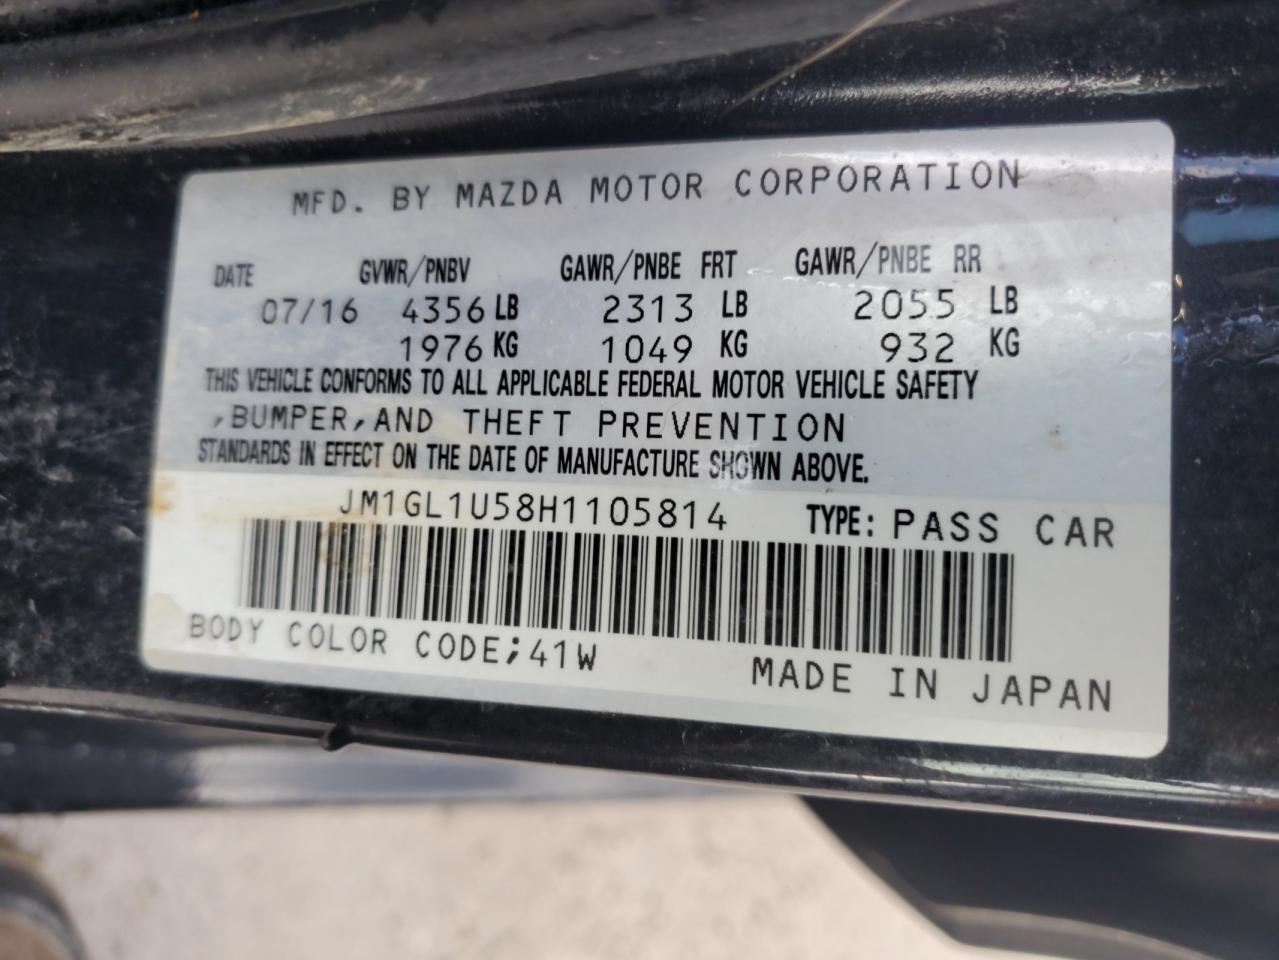 MFD. BY MAZDA MOTOR CORPORATION
DATE GVWR/PNBV GAWR/PNBE FRT GAWR/PNBE RR
07/16 4356 LB 2313 LB 2055 LB
1976 KG 1049 KG 932 KG
THIS VEHICLE CONFORMS TO ALL APPLICABLE FEDERAL MOTOR VEHICLE SAFETY
,BUMPER,AND THEFT PREVENTION
STANDARDS IN EFFECT ON THE DATE OF MANUFACTURE SHOWN ABOVE.
JM1GL1U58H1105814 TYPE: PASS CAR
BODY COLOR CODE;41W MADE IN JAPAN